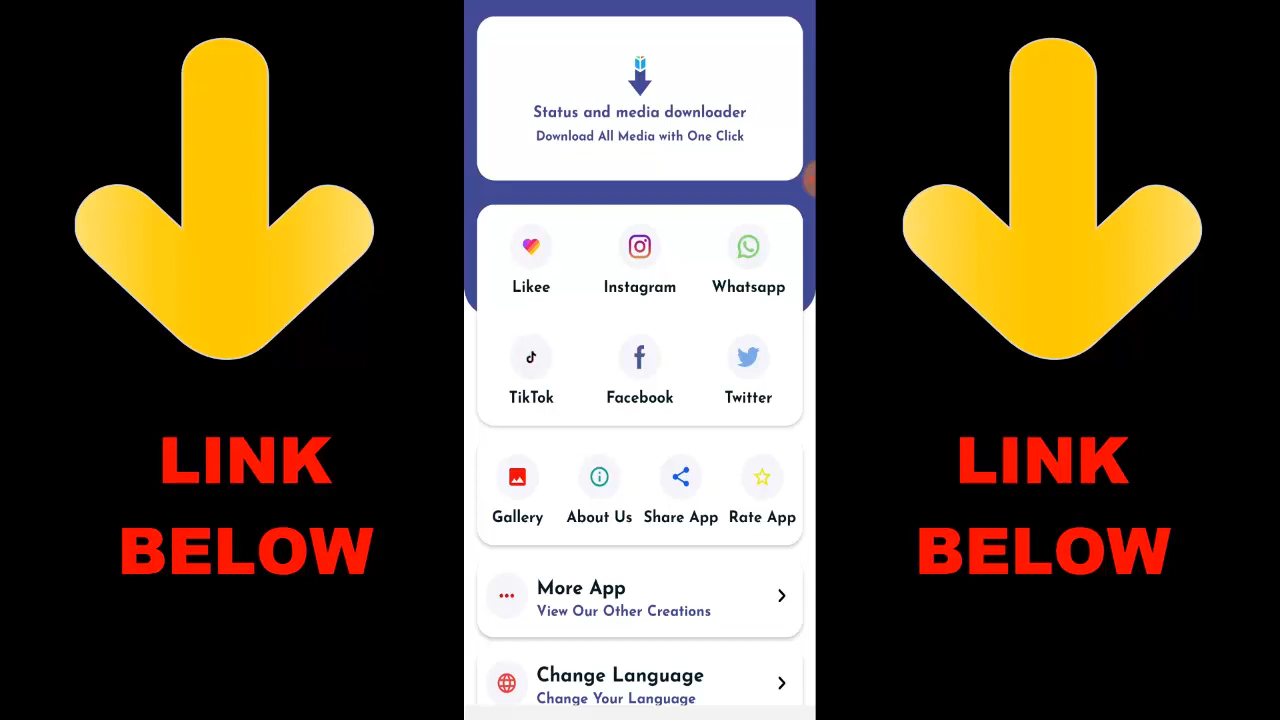 Status and media downloader
Download All Media with One Click
Likee
Instagram
Whatsapp
TikTok
Facebook
Twitter
Gallery
About Us
Share App
Rate App
More App
View Our Other Creations
Change Language
Change Your Language
LINK
BELOW
LINK
BELOW